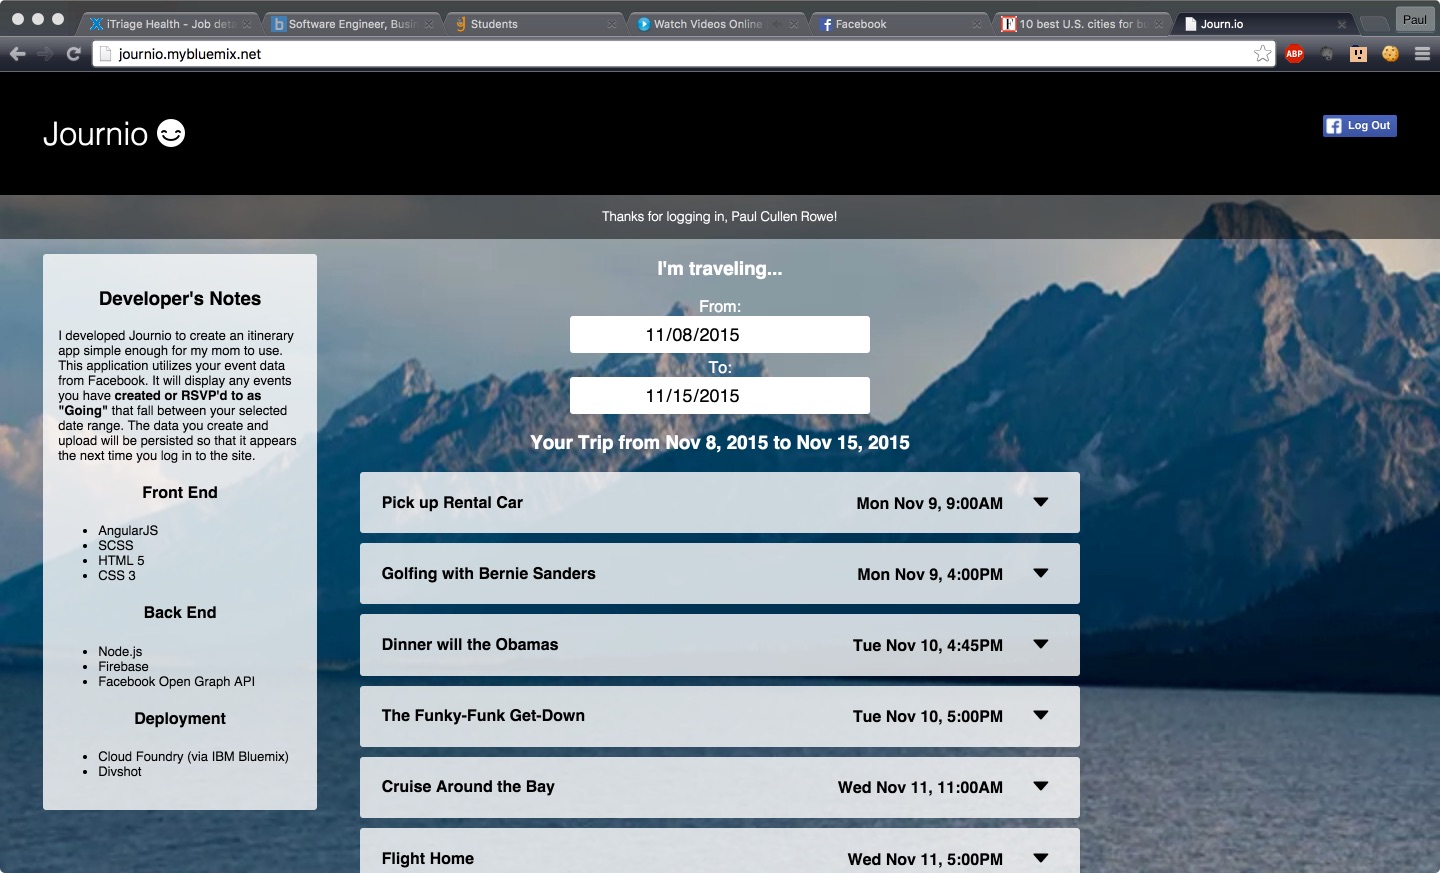 iTriage Health - Job deta
Software Engineer, Busin
Students
Watch Videos Online
Facebook
10 best U.S. cities for bu
Journ.io
Paul
journio.mybluemix.net
ABP
Journio
Log Out
Thanks for logging in, Paul Cullen Rowe!
Developer's Notes
I developed Journio to create an itinerary
app simple enough for my mom to use.
This application utilizes your event data
from Facebook. It will display any events
you have created or RSVP'd to as
"Going" that fall between your selected
date range. The data you create and
upload will be persisted so that it appears
the next time you log in to the site.
Front End
• AngularJS
• SCSS
• HTML 5
• CSS 3
Back End
• Node.js
• Firebase
• Facebook Open Graph API
Deployment
• Cloud Foundry (via IBM Bluemix)
• Divshot
I'm traveling...
From:
11/08/2015
To:
11/15/2015
Your Trip from Nov 8, 2015 to Nov 15, 2015
Pick up Rental Car Mon Nov 9, 9:00AM
Golfing with Bernie Sanders Mon Nov 9, 4:00PM
Dinner will the Obamas Tue Nov 10, 4:45PM
The Funky-Funk Get-Down Tue Nov 10, 5:00PM
Cruise Around the Bay Wed Nov 11, 11:00AM
Flight Home Wed Nov 11, 5:00PM